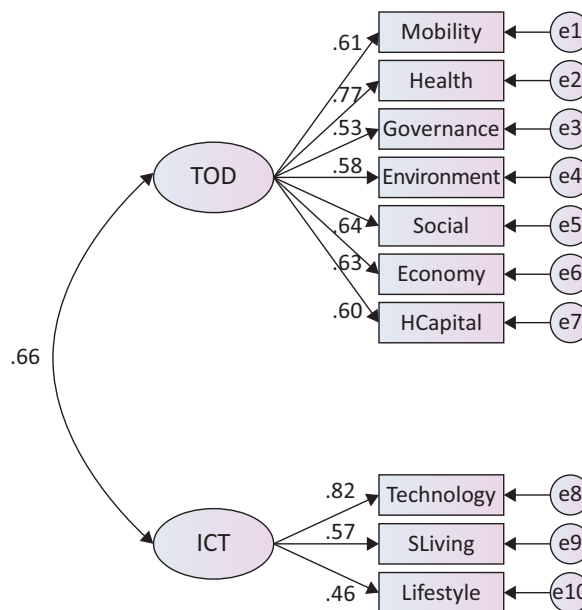 .61 Mobility e1
.77 Health e2
.53 Governance e3
TOD .58 Environment e4
.64 Social e5
.63 Economy e6
.60 HCapital e7
.66
.82 Technology e8
ICT .57 SLiving e9
.46 Lifestyle e10